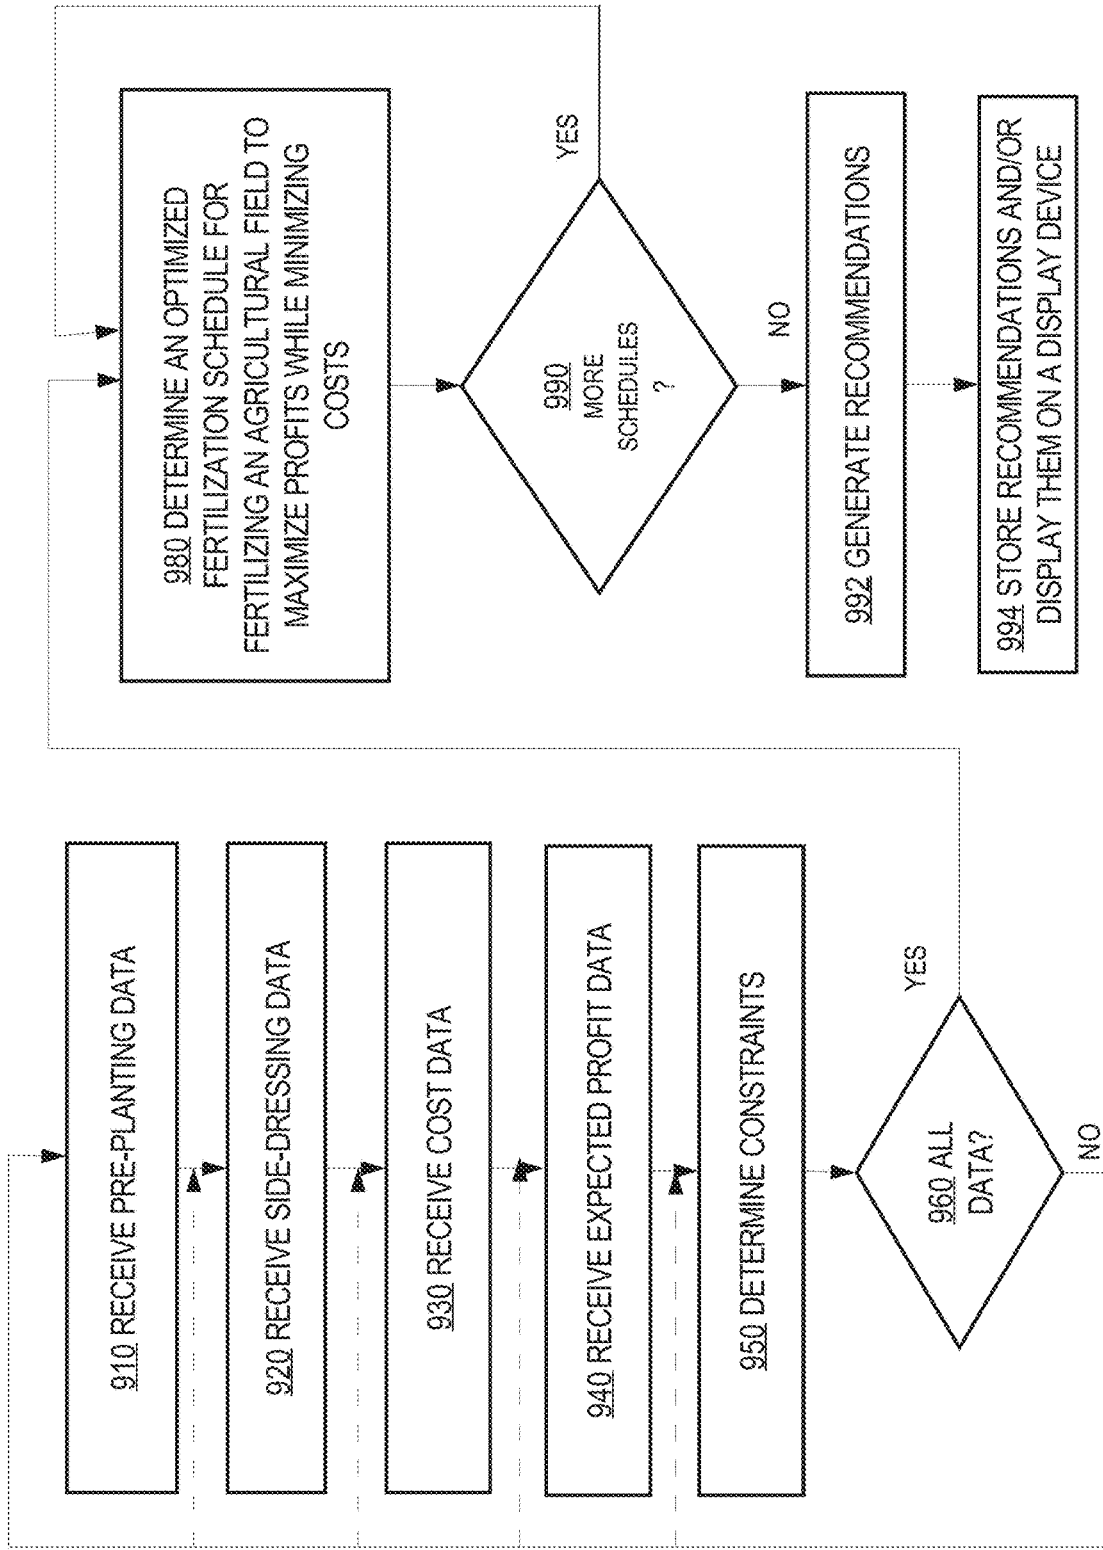 910 RECEIVE PRE-PLANTING DATA
920 RECEIVE SIDE-DRESSING DATA
930 RECEIVE COST DATA
940 RECEIVE EXPECTED PROFIT DATA
950 DETERMINE CONSTRAINTS
960 ALL
DATA?
YES
NO
980 DETERMINE AN OPTIMIZED
FERTILIZATION SCHEDULE FOR
FERTILIZING AN AGRICULTURAL FIELD TO
MAXIMIZE PROFITS WHILE MINIMIZING
COSTS
990
MORE
SCHEDULES
?
YES
NO
992 GENERATE RECOMMENDATIONS
994 STORE RECOMMENDATIONS AND/OR
DISPLAY THEM ON A DISPLAY DEVICE